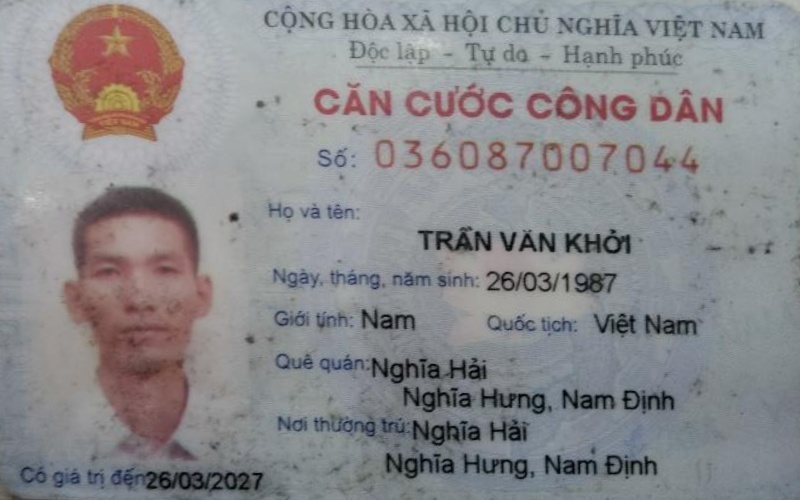 CỘNG HÒA XÃ HỘI CHỦ NGHĨA VIỆT NAM
Độc lập - Tự do - Hạnh phúc
CĂN CƯỚC CÔNG DÂN
Số: 036087007044
Họ và tên:
TRẦN VĂN KHỞI
Ngày, tháng, năm sinh: 26/03/1987
Giới tính: Nam Quốc tịch: Việt Nam
Quê quán: Nghĩa Hải
Nghĩa Hưng, Nam Định
Nơi thường trú: Nghĩa Hải
Nghĩa Hưng, Nam Định
Có giá trị đến 26/03/2027
VIỆT NAM